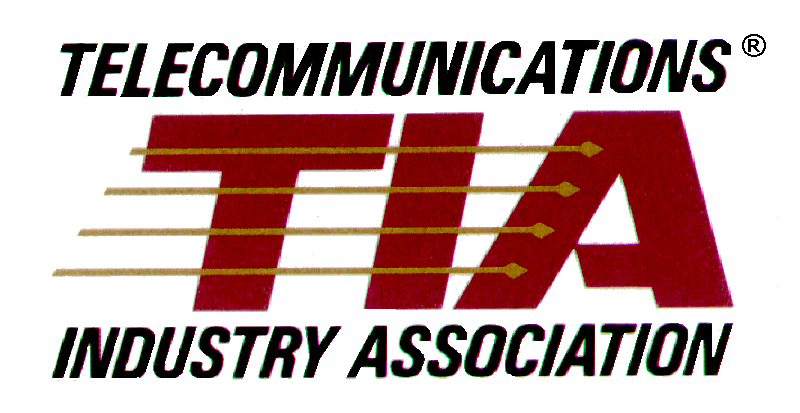 TELECOMMUNICATIONS®
TIA
INDUSTRY ASSOCIATION